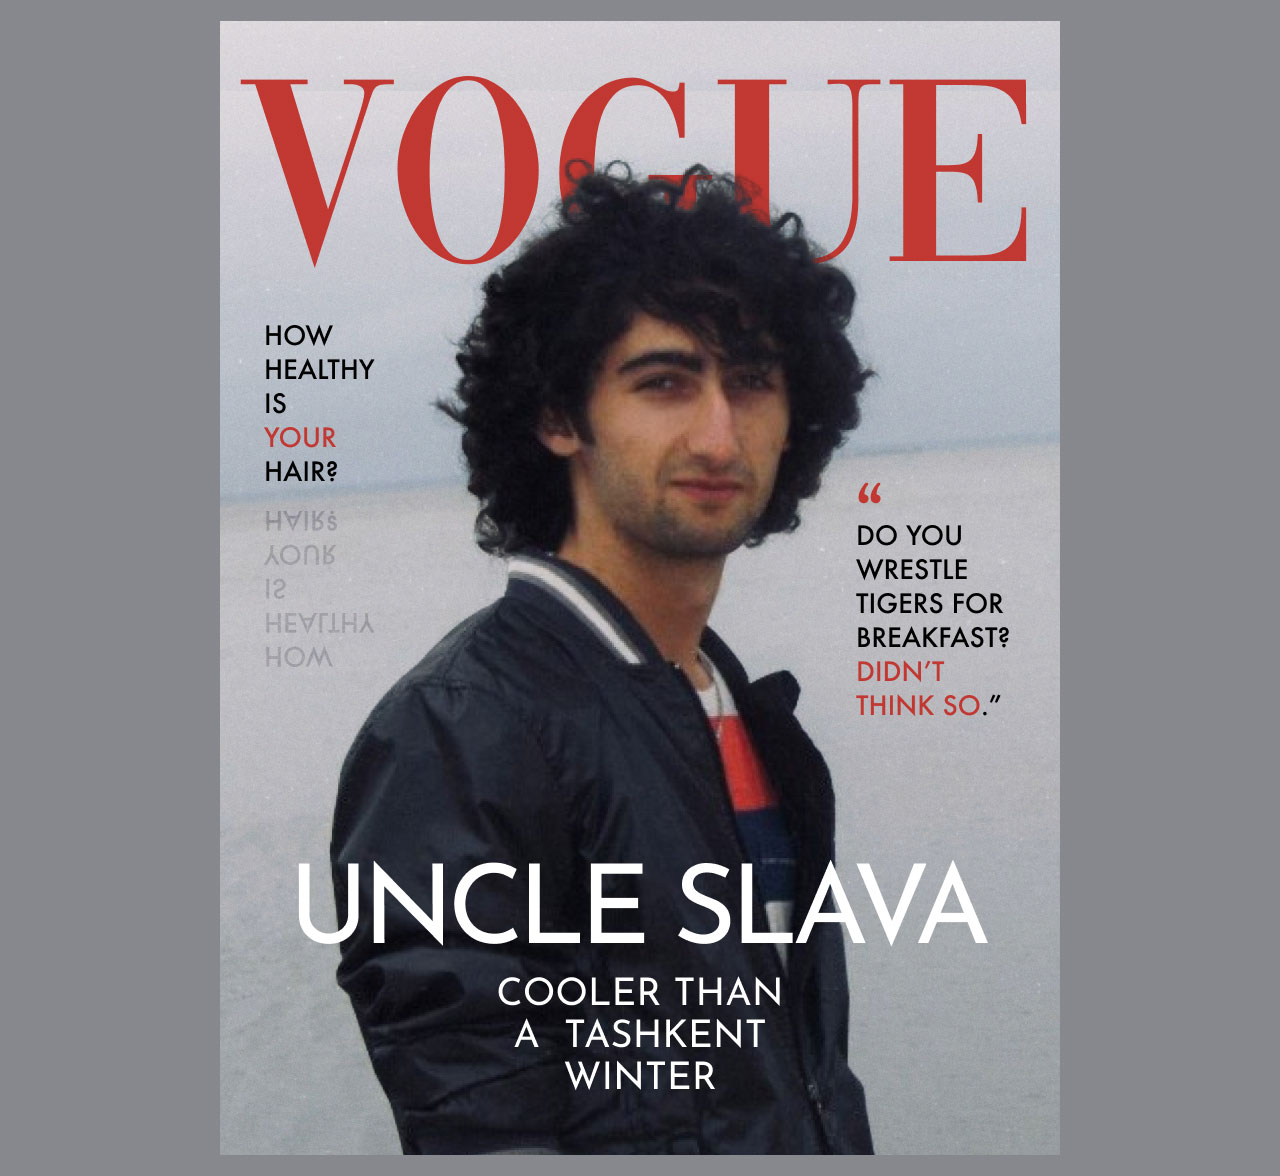 VOGUE
HOW
HEALTHY
IS
YOUR
HAIR?
HAIR?
YOUR
IS
HEALTHY
HOW
“
DO YOU
WRESTLE
TIGERS FOR
BREAKFAST?
DIDN’T
THINK SO.”
UNCLE SLAVA
COOLER THAN
A TASHKENT
WINTER